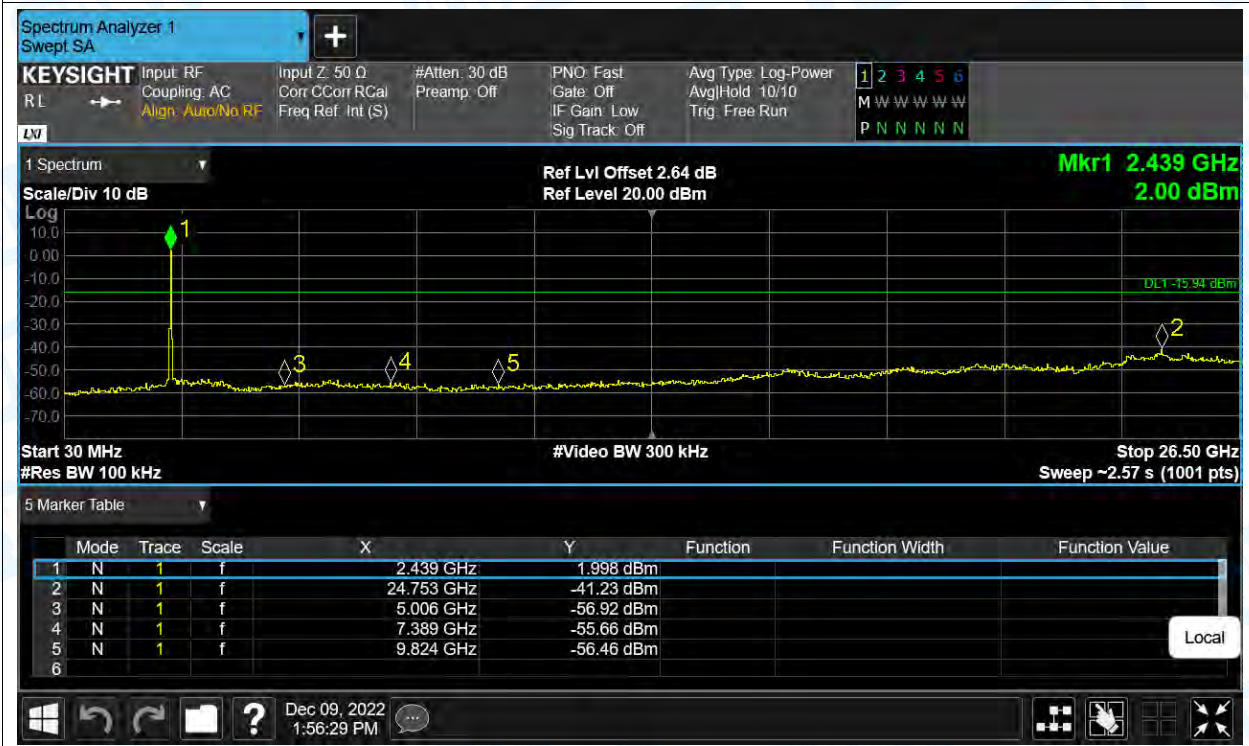 Spectrum Analyzer 1
Swept SA
+
KEYSIGHT Input: RF Input Z: 50 Ω #Atten: 30 dB PNO: Fast Avg Type: Log-Power 1 2 3 4 5 6
RL Coupling: AC Corr CCorr RCal Preamp: Off Gate: Off Avg|Hold: 10/10 M W W W W W
Align: Auto/No RF Freq Ref: Int (S) IF Gain: Low Trig: Free Run
LXI Sig Track: Off P N N N N N
1 Spectrum
Ref Lvl Offset 2.64 dB Mkr1 2.439 GHz
Scale/Div 10 dB Ref Level 20.00 dBm 2.00 dBm
Log
10.0
1
0.00
-10.0
DL1 -15.94 dBm
-20.0
-30.0
2
-40.0
3 4 5
-50.0
-60.0
-70.0
Start 30 MHz #Video BW 300 kHz Stop 26.50 GHz
#Res BW 100 kHz Sweep ~2.57 s (1001 pts)
5 Marker Table
Mode Trace Scale X Y Function Function Width Function Value
1 N 1 f 2.439 GHz 1.998 dBm
2 N 1 f 24.753 GHz -41.23 dBm
3 N 1 f 5.006 GHz -56.92 dBm
4 N 1 f 7.389 GHz -55.66 dBm
5 N 1 f 9.824 GHz -56.46 dBm
6
Local
? Dec 09, 2022
1:56:29 PM